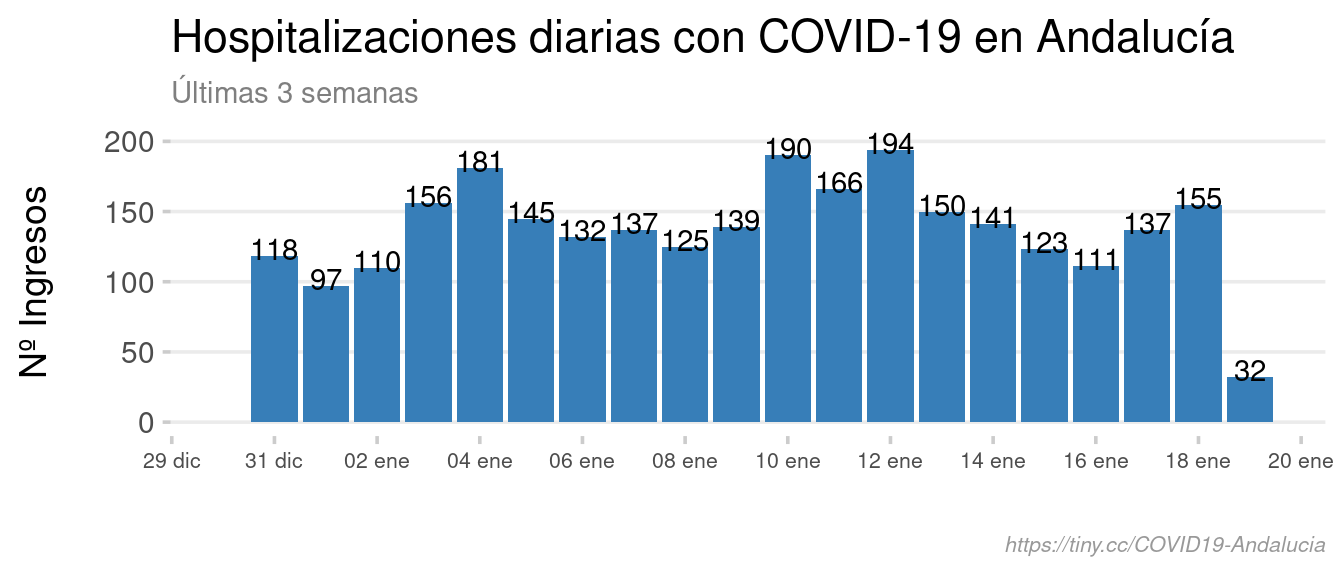 Hospitalizaciones diarias con COVID-19 en Andalucía
Últimas 3 semanas
Nº Ingresos
200
150
100
50
0
118
97
110
156
181
145
132
137
125
139
190
166
194
150
141
123
111
137
155
32
29 dic
31 dic
02 ene
04 ene
06 ene
08 ene
10 ene
12 ene
14 ene
16 ene
18 ene
20 ene
https://tiny.cc/COVID19-Andalucia